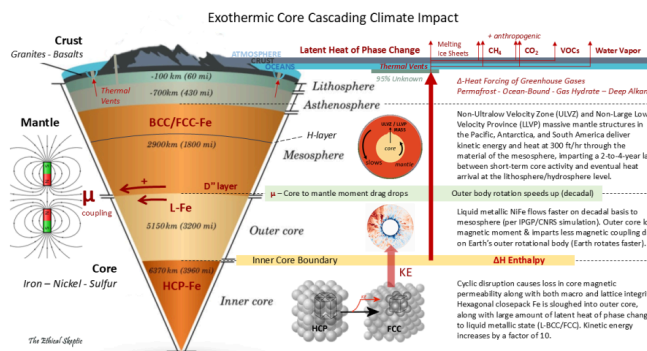 Exothermic Core Cascading Climate Impact
Crust
Granites - Basalts
ATMOSPHERE
CRUST
OCEANS
Latent Heat of Phase Change
Melting
Ice Sheets
+ anthropogenic
CH4
CO2
VOCs
Water Vapor
Thermal Vents
95% Unknown
Thermal
Vents
~100 km (60 mi)
~700km (430 mi)
Lithosphere
Asthenosphere
Δ-Heat Forcing of Greenhouse Gases
Permafrost - Ocean-Bound - Gas Hydrate – Deep Alkan
Mantle
BCC/FCC-Fe
H-layer
2900km (1800 mi)
Mesosphere
core
slows
mantle
Non-Ultralow Velocity Zone (ULVZ) and Non-Large Low
Velocity Province (LLVP) massive mantle structures in
the Pacific, Antarctica, and South America deliver
kinetic energy and heat at 300 ft/hr through the
material of the mesosphere, imparting a 2-to-4-year la
between short-term core activity and eventual heat
arrival at the lithosphere/hydrosphere level.
+
D" layer
μ
coupling
μ – Core to mantle moment drag drops
Outer body rotation speeds up (decadal)
L-Fe
5150km (3200 mi)
Outer core
Liquid metallic NiFe flows faster on decadal basis to
mesosphere (per IPGP/CNRS simulation). Outer core lo
magnetic moment & imparts less magnetic coupling d
on Earth's outer rotational body (Earth rotates faster).
Core
Iron – Nickel - Sulfur
6370km (3960 mi)
HCP-Fe
Inner Core Boundary
ΔH Enthalpy
KE
Inner core
HCP
FCC
Cyclic disruption causes loss in core magnetic
permeability along with both macro and lattice integri
Hexagonal closepack Fe is sloughed into outer core,
along with large amount of latent heat of phase chang
to liquid metallic state (L-BCC/FCC). Kinetic energy
increases by a factor of 10.
The Ethical Skeptic